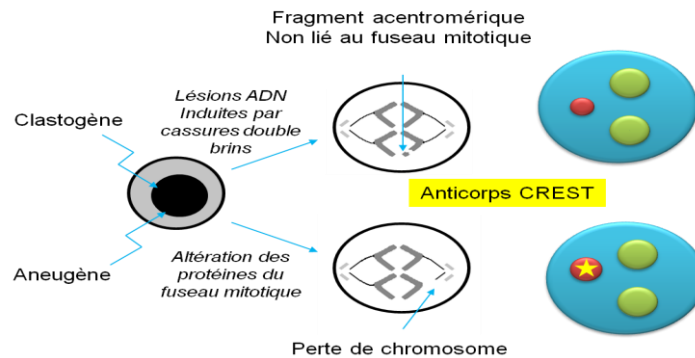 Fragment acentromérique
Non lié au fuseau mitotique
Lésions ADN
Induites par
cassures double
brins
Clastogène
Anticorps CREST
Aneugène
Altération des
protéines du
fuseau mitotique
Perte de chromosome